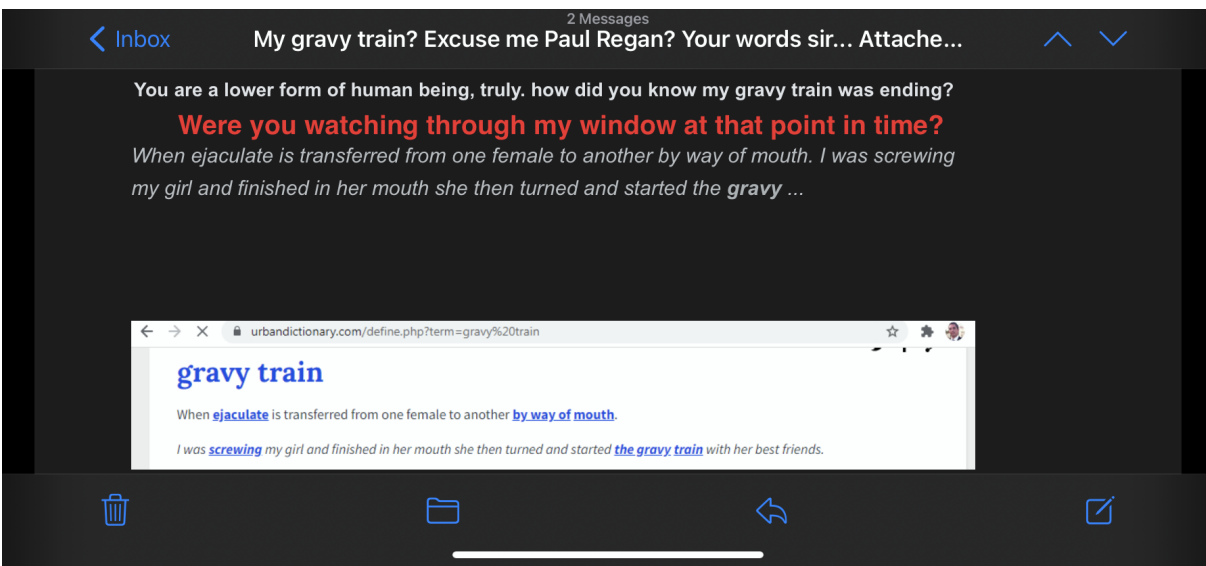 2 Messages
Inbox
My gravy train? Excuse me Paul Regan? Your words sir... Attache...
You are a lower form of human being, truly. how did you know my gravy train was ending?
Were you watching through my window at that point in time?
When ejaculate is transferred from one female to another by way of mouth. I was screwing
my girl and finished in her mouth she then turned and started the gravy ...
urbandictionary.com/define.php?term=gravy%20train
gravy train
When ejaculate is transferred from one female to another by way of mouth.
I was screwing my girl and finished in her mouth she then turned and started the gravy train with her best friends.